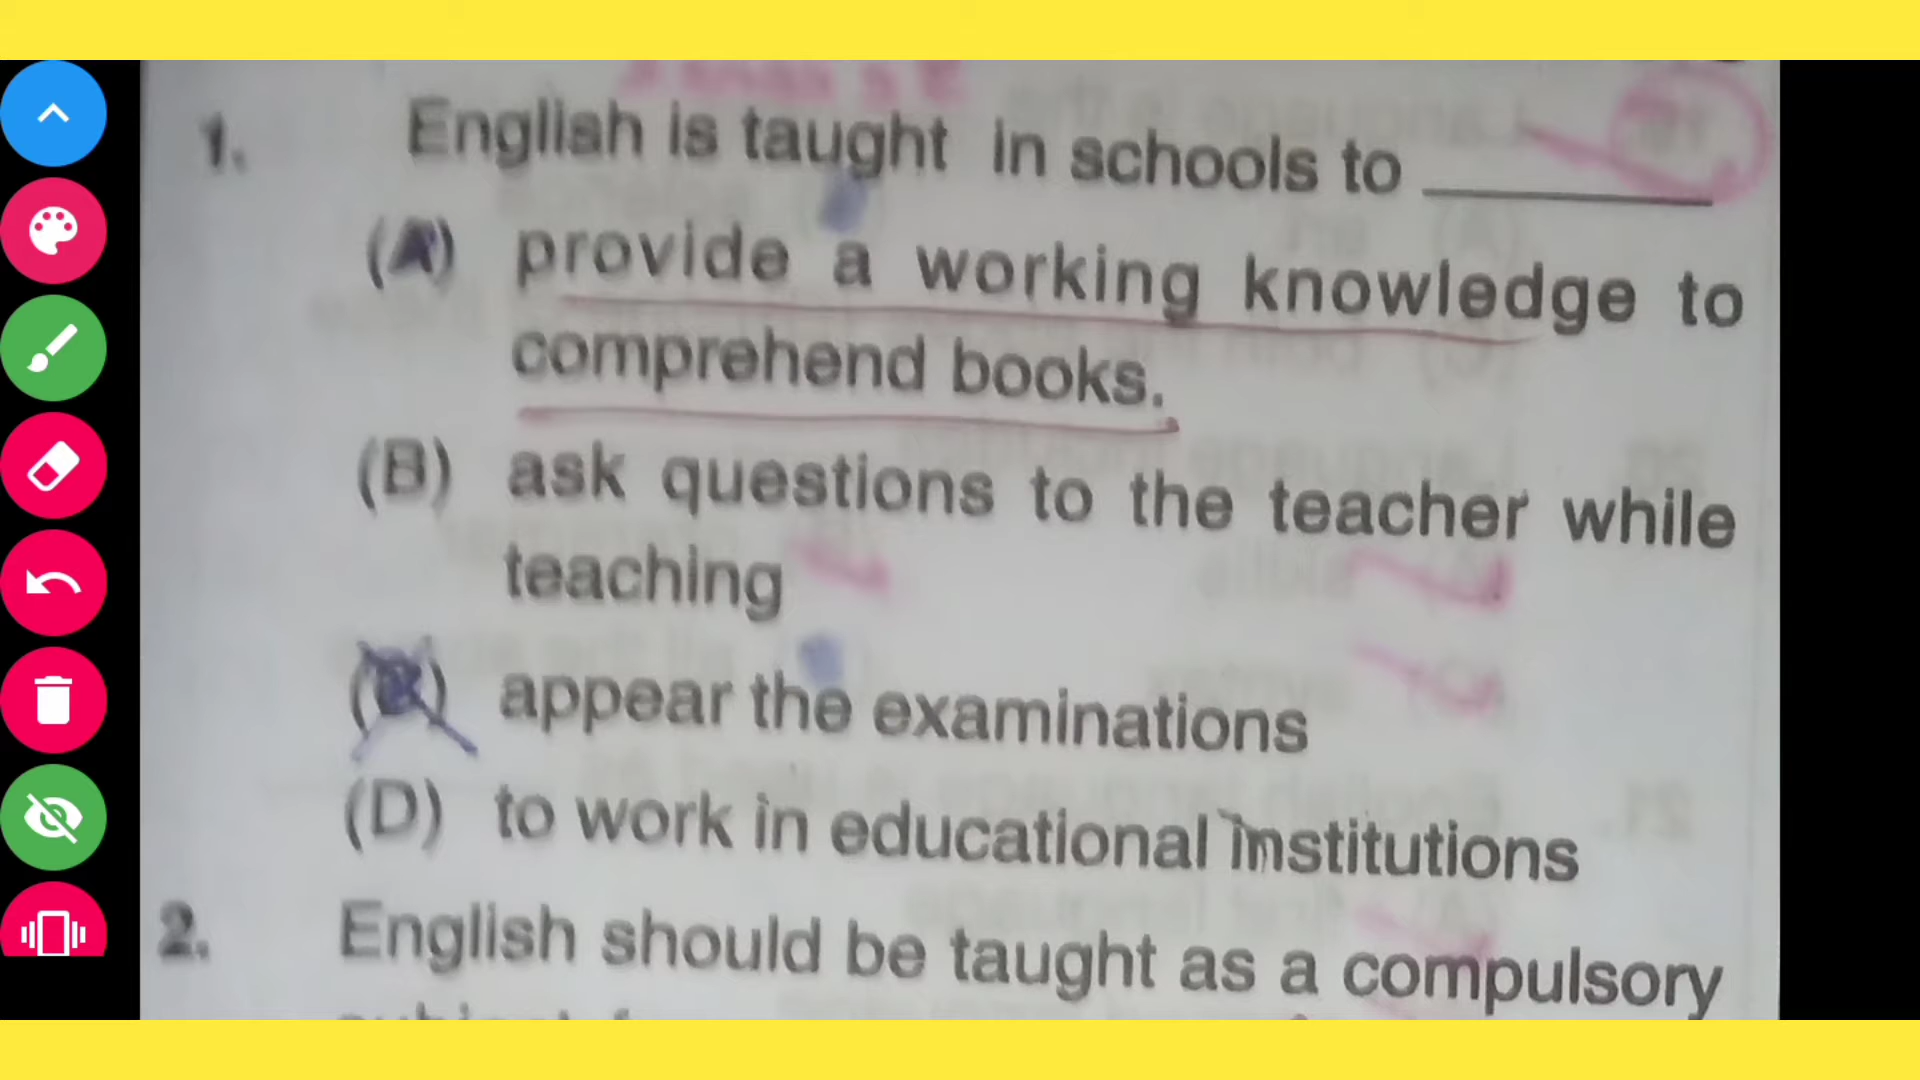 1. English is taught in schools to ________
(A) provide a working knowledge to
comprehend books.
(B) ask questions to the teacher while
teaching
appear the examinations
(D) to work in educational institutions
2. English should be taught as a compulsory